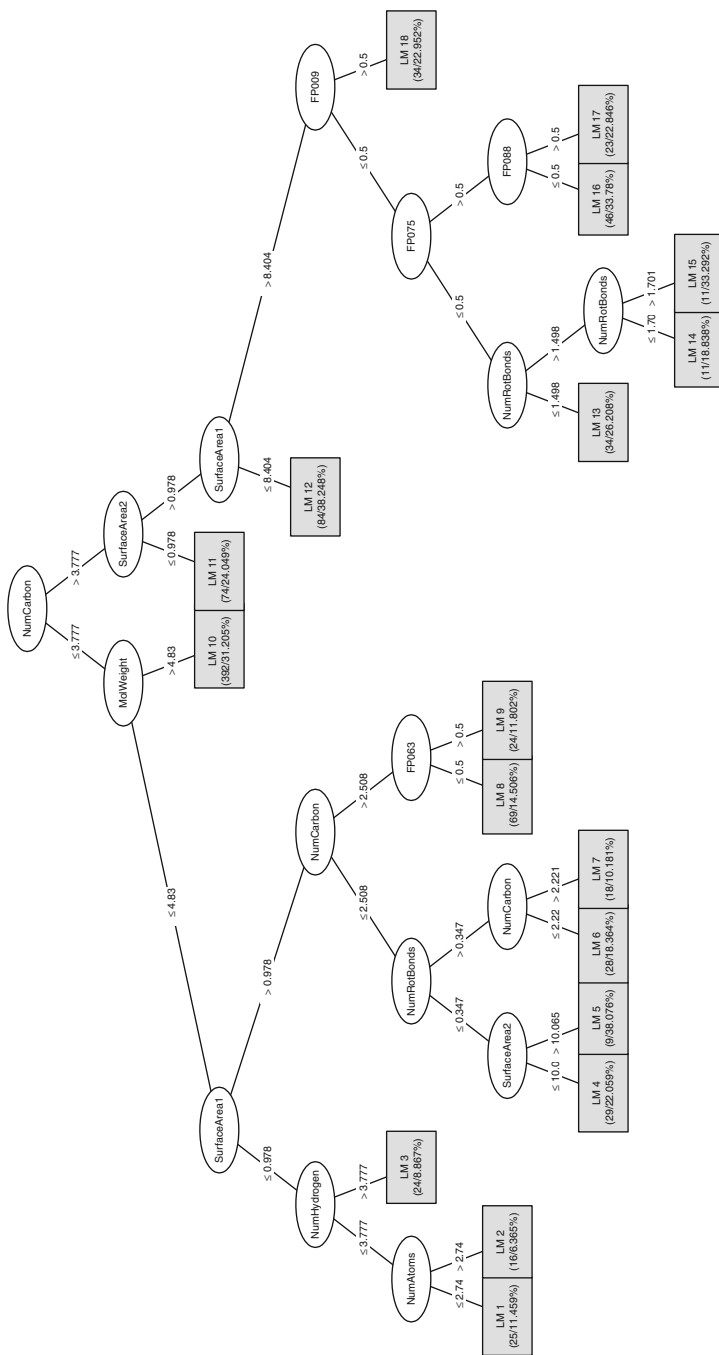 NumCarbon
≤3.777
> 3.777
MolWeight
SurfaceArea2
≤4.83
> 4.83
≤ 0.978
> 0.978
LM 10
(392/31.205%)
LM 11
(74/24.049%)
SurfaceArea1
≤ 8.404
> 8.404
LM 12
(84/38.248%)
FP009
≤ 0.5
> 0.5
LM 18
(34/22.952%)
FP075
≤ 0.5
> 0.5
FP088
≤ 0.5
> 0.5
LM 16
(46/33.78%)
LM 17
(23/22.846%)
NumRotBonds
≤1.498
>1.498
LM 13
(34/26.208%)
NumRotBonds
≤ 1.70
> 1.701
LM 14
(11/18.838%)
LM 15
(11/33.292%)
SurfaceArea1
≤ 0.978
> 0.978
NumHydrogen
≤3.777
>3.777
LM 3
(24/8.867%)
NumAtoms
≤2.74
> 2.74
LM 1
(25/11.459%)
LM 2
(16/6.365%)
NumCarbon
≤ 2.508
> 2.508
NumRotBonds
≤0.347
> 0.347
SurfaceArea2
≤ 10.0
> 10.065
LM 4
(29/22.059%)
LM 5
(9/38.076%)
NumCarbon
≤ 2.22
> 2.221
LM 6
(28/18.364%)
LM 7
(18/10.181%)
FP063
≤ 0.5
> 0.5
LM 8
(69/14.506%)
LM 9
(24/11.802%)